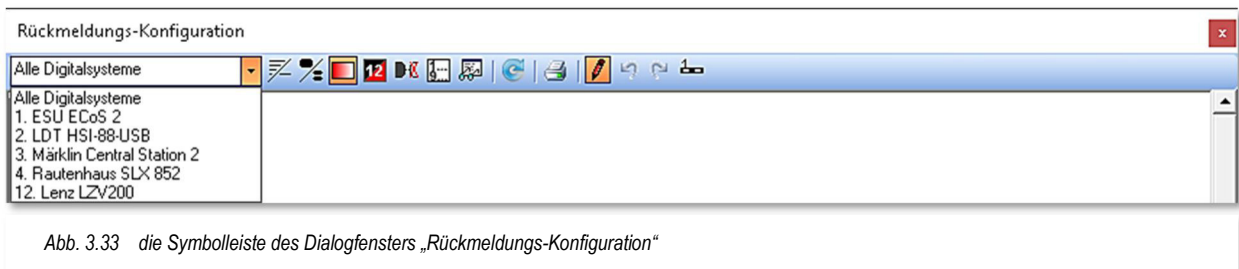 Rückmeldungs-Konfiguration
x
Alle Digitalsysteme
12
Alle Digitalsysteme
1. ESU ECoS 2
2. LDT HSI-88-USB
3. Märklin Central Station 2
4. Rautenhaus SLX 852
12. Lenz LZV200
Abb. 3.33 die Symbolleiste des Dialogfensters „Rückmeldungs-Konfiguration“